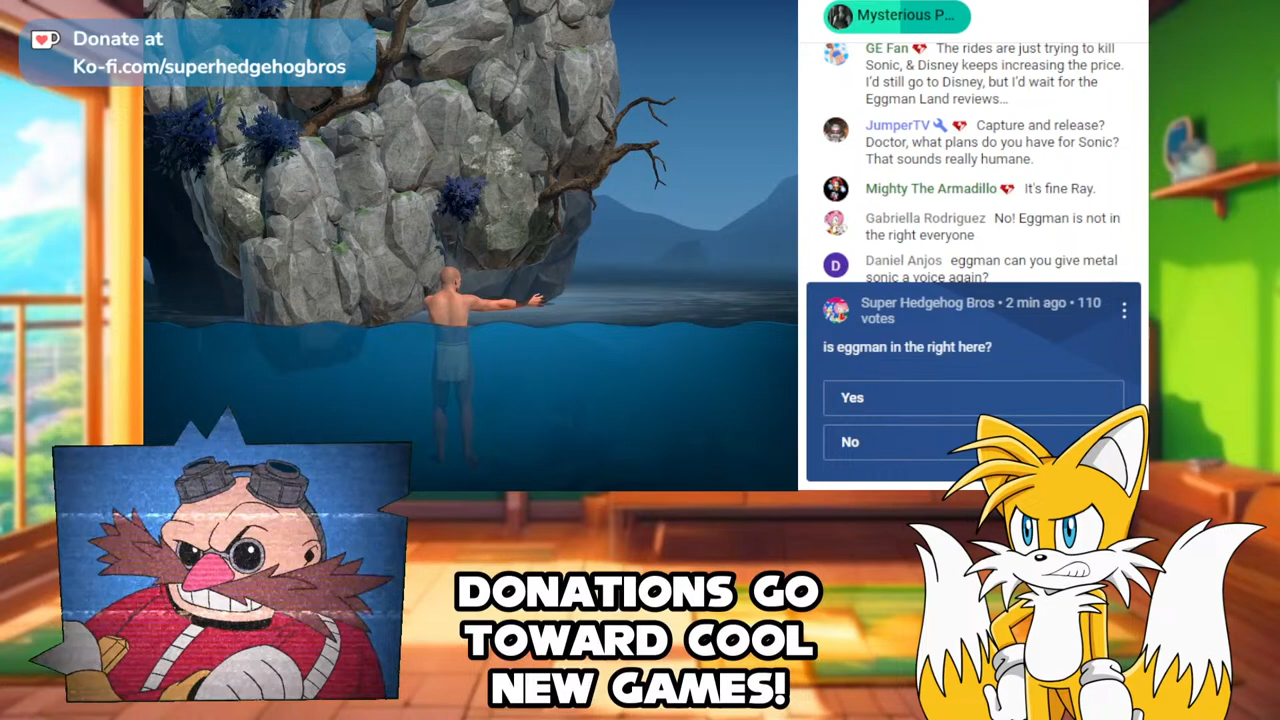 Donate at
Ko-fi.com/superhedgehogbros
Mysterious P...
GE Fan The rides are just trying to kill
Sonic, & Disney keeps increasing the price.
I'd still go to Disney, but I'd wait for the
Eggman Land reviews...
JumperTV Capture and release?
Doctor, what plans do you have for Sonic?
That sounds really humane.
Mighty The Armadillo It's fine Ray.
Gabriella Rodriguez No! Eggman is not in
the right everyone
D Daniel Anjos eggman can you give metal
sonic a voice again?
Super Hedgehog Bros • 2 min ago • 110
votes
is eggman in the right here?
Yes
No
DONATIONS GO
TOWARD COOL
NEW GAMES!